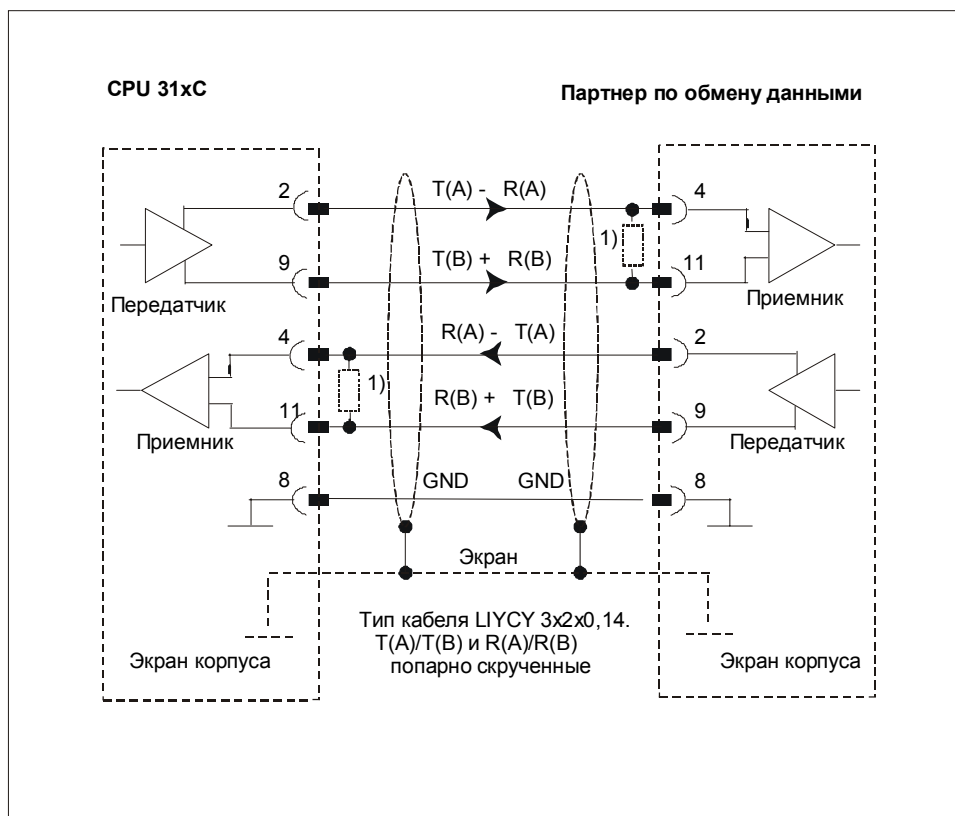 CPU 31xC
Партнер по обмену данными
2 T(A) - R(A) 4
1)
9 T(B) + R(B) 11
Передатчик Приемник
4 R(A) - T(A) 2
1)
11 R(B) + T(B) 9
Приемник Передатчик
8 GND GND 8
Экран
Тип кабеля LIYCY 3x2x0,14.
T(A)/T(B) и R(A)/R(B)
попарно скрученные
Экран корпуса Экран корпуса